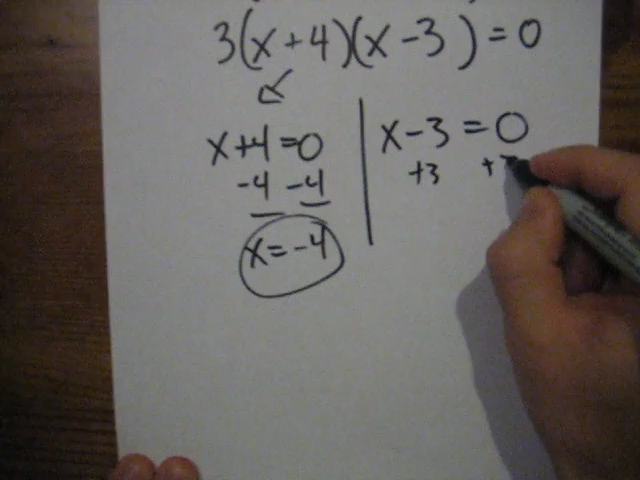 3(x+4)(x-3)=0
x+4=0
-4 -4
x=-4
x-3=0
+3 +